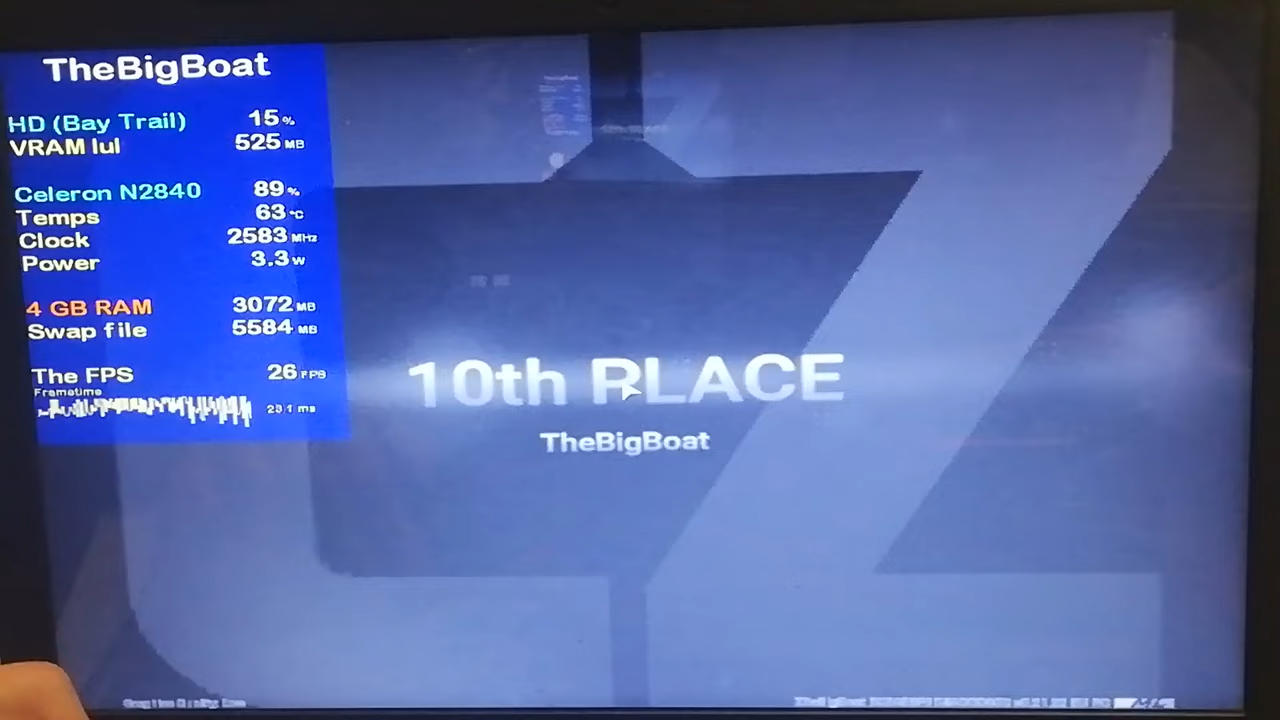 TheBigBoat
HD (Bay Trail) 15 %
VRAM lul 525 MB
Celeron N2840 89 %
Temps 63 °C
Clock 2583 MHz
Power 3.3 W
4 GB RAM 3072 MB
Swap file 5584 MB
The FPS 26 FPS
Frametime
ms
10th PLACE
TheBigBoat